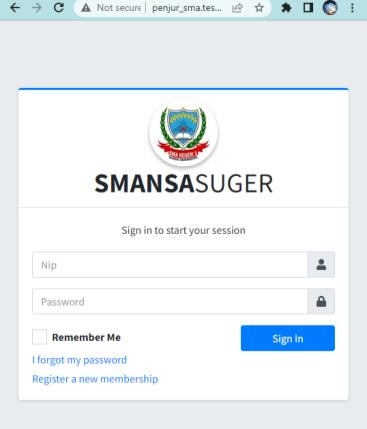 Not secure | penjur_sma.tes...
SMA NEGERI 1
SMANSASUGER
Sign in to start your session
Nip
Password
Remember Me
Sign In
I forgot my password
Register a new membership